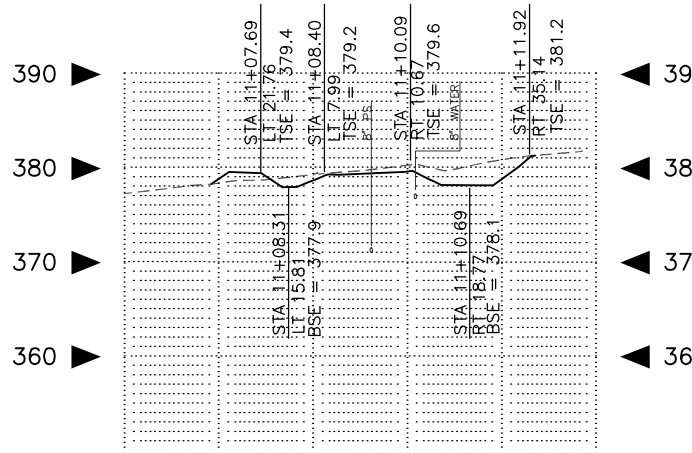 STA 11+07.69
LT 21.76
TSE = 379.4
STA 11+08.40
LT 7.99
TSE = 379.2
8" PS
STA 11+10.09
RT 10.67
TSE = 379.6
8" WATER
STA 11+11.92
RT 35.14
TSE = 381.2
390
39
380
38
STA 11+08.31
LT 15.81
BSE = 377.9
STA 11+10.69
RT 18.77
BSE = 378.1
370
37
360
36